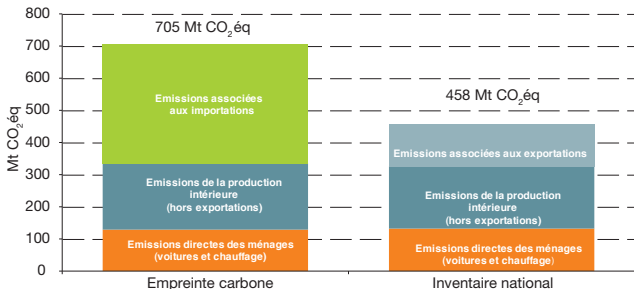 800
700
600
500
400
300
200
100
0
Mt CO₂éq
705 Mt CO₂éq
Emissions associées
aux importations
Emissions de la production
intérieure
(hors exportations)
Emissions directes des ménages
(voitures et chauffage)
458 Mt CO₂éq
Emissions associées aux exportations
Emissions de la production
intérieure
(hors exportations)
Emissions directes des ménages
(voitures et chauffage)
Empreinte carbone
Inventaire national